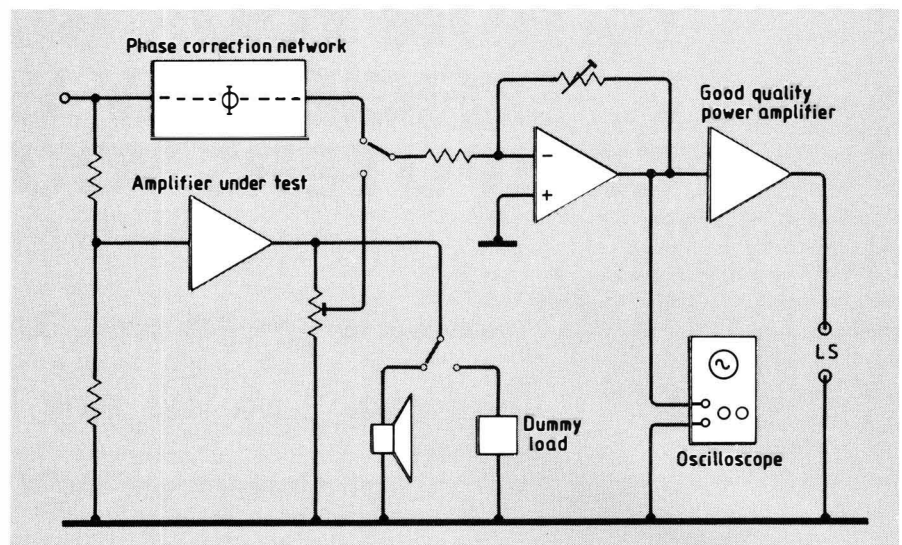 Phase correction network
Φ
Good quality
power amplifier
Amplifier under test
−
+
LS
Dummy
load
Oscilloscope